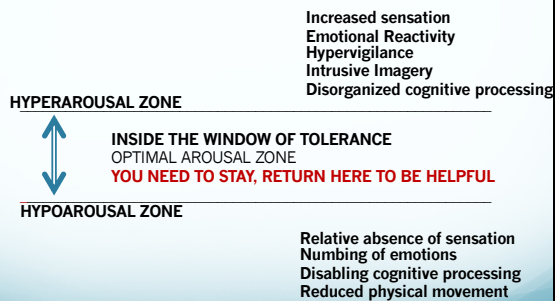 Increased sensation
Emotional Reactivity
Hypervigilance
Intrusive Imagery
Disorganized cognitive processing
HYPERAROUSAL ZONE
INSIDE THE WINDOW OF TOLERANCE
OPTIMAL AROUSAL ZONE
YOU NEED TO STAY, RETURN HERE TO BE HELPFUL
HYPOAROUSAL ZONE
Relative absence of sensation
Numbing of emotions
Disabling cognitive processing
Reduced physical movement